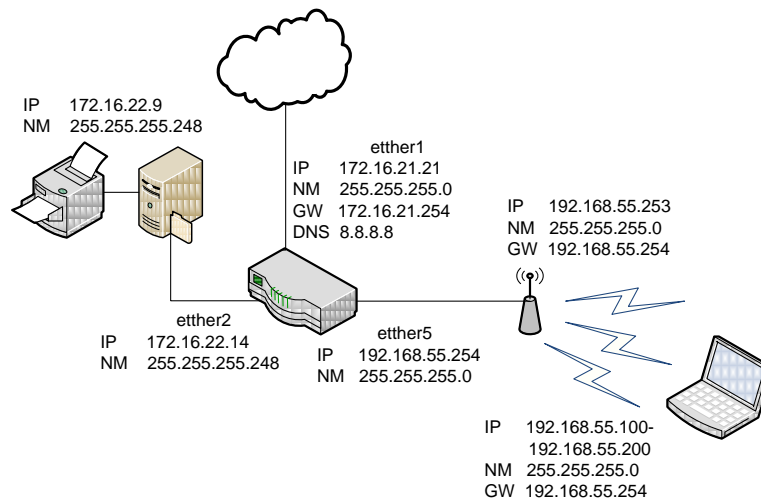 IP 172.16.22.9
NM 255.255.255.248
etther1
IP 172.16.21.21
NM 255.255.255.0
GW 172.16.21.254
DNS 8.8.8.8
IP 192.168.55.253
NM 255.255.255.0
GW 192.168.55.254
etther2
IP 172.16.22.14
NM 255.255.255.248
etther5
IP 192.168.55.254
NM 255.255.255.0
IP 192.168.55.100-
192.168.55.200
NM 255.255.255.0
GW 192.168.55.254